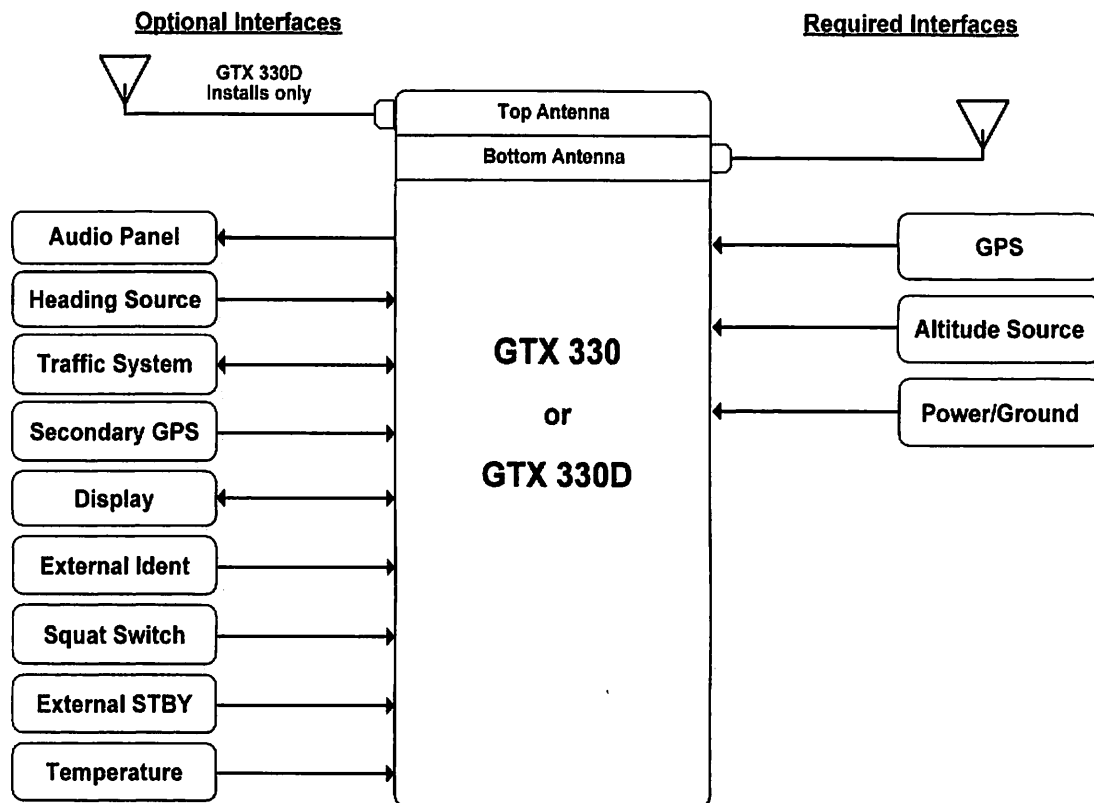 Optional Interfaces
Required Interfaces
GTX 330D
Installs only
Top Antenna
Bottom Antenna
Audio Panel
Heading Source
Traffic System
Secondary GPS
Display
External Ident
Squat Switch
External STBY
Temperature
GTX 330
or
GTX 330D
GPS
Altitude Source
Power/Ground